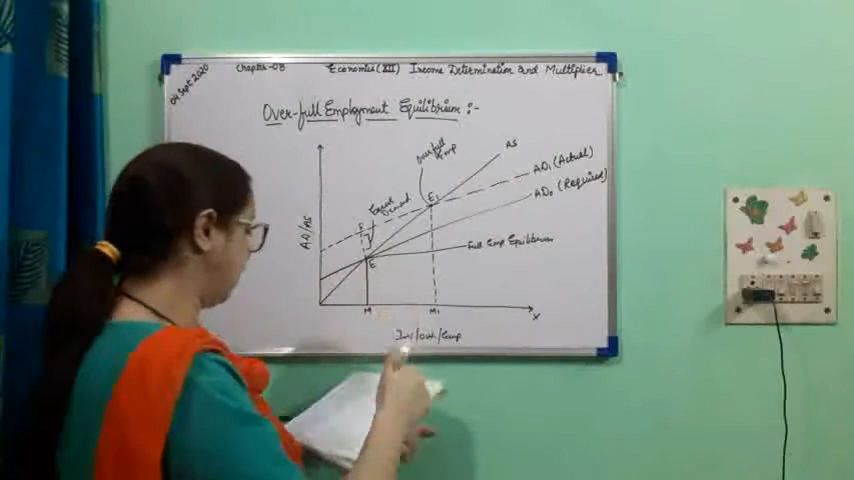 04 Sept 2020
Chapter-08 Economics (XII) Income Determination and Multiplier
Over-full Employment Equilibrium :-
AD/AS
Overfull
Emp
AS
AD₁ (Actual)
AD₀ (Required)
Excess
Demand
F
E₁
E
Full Emp Equilibrium
M
M₁
X
Inc/Out/Emp